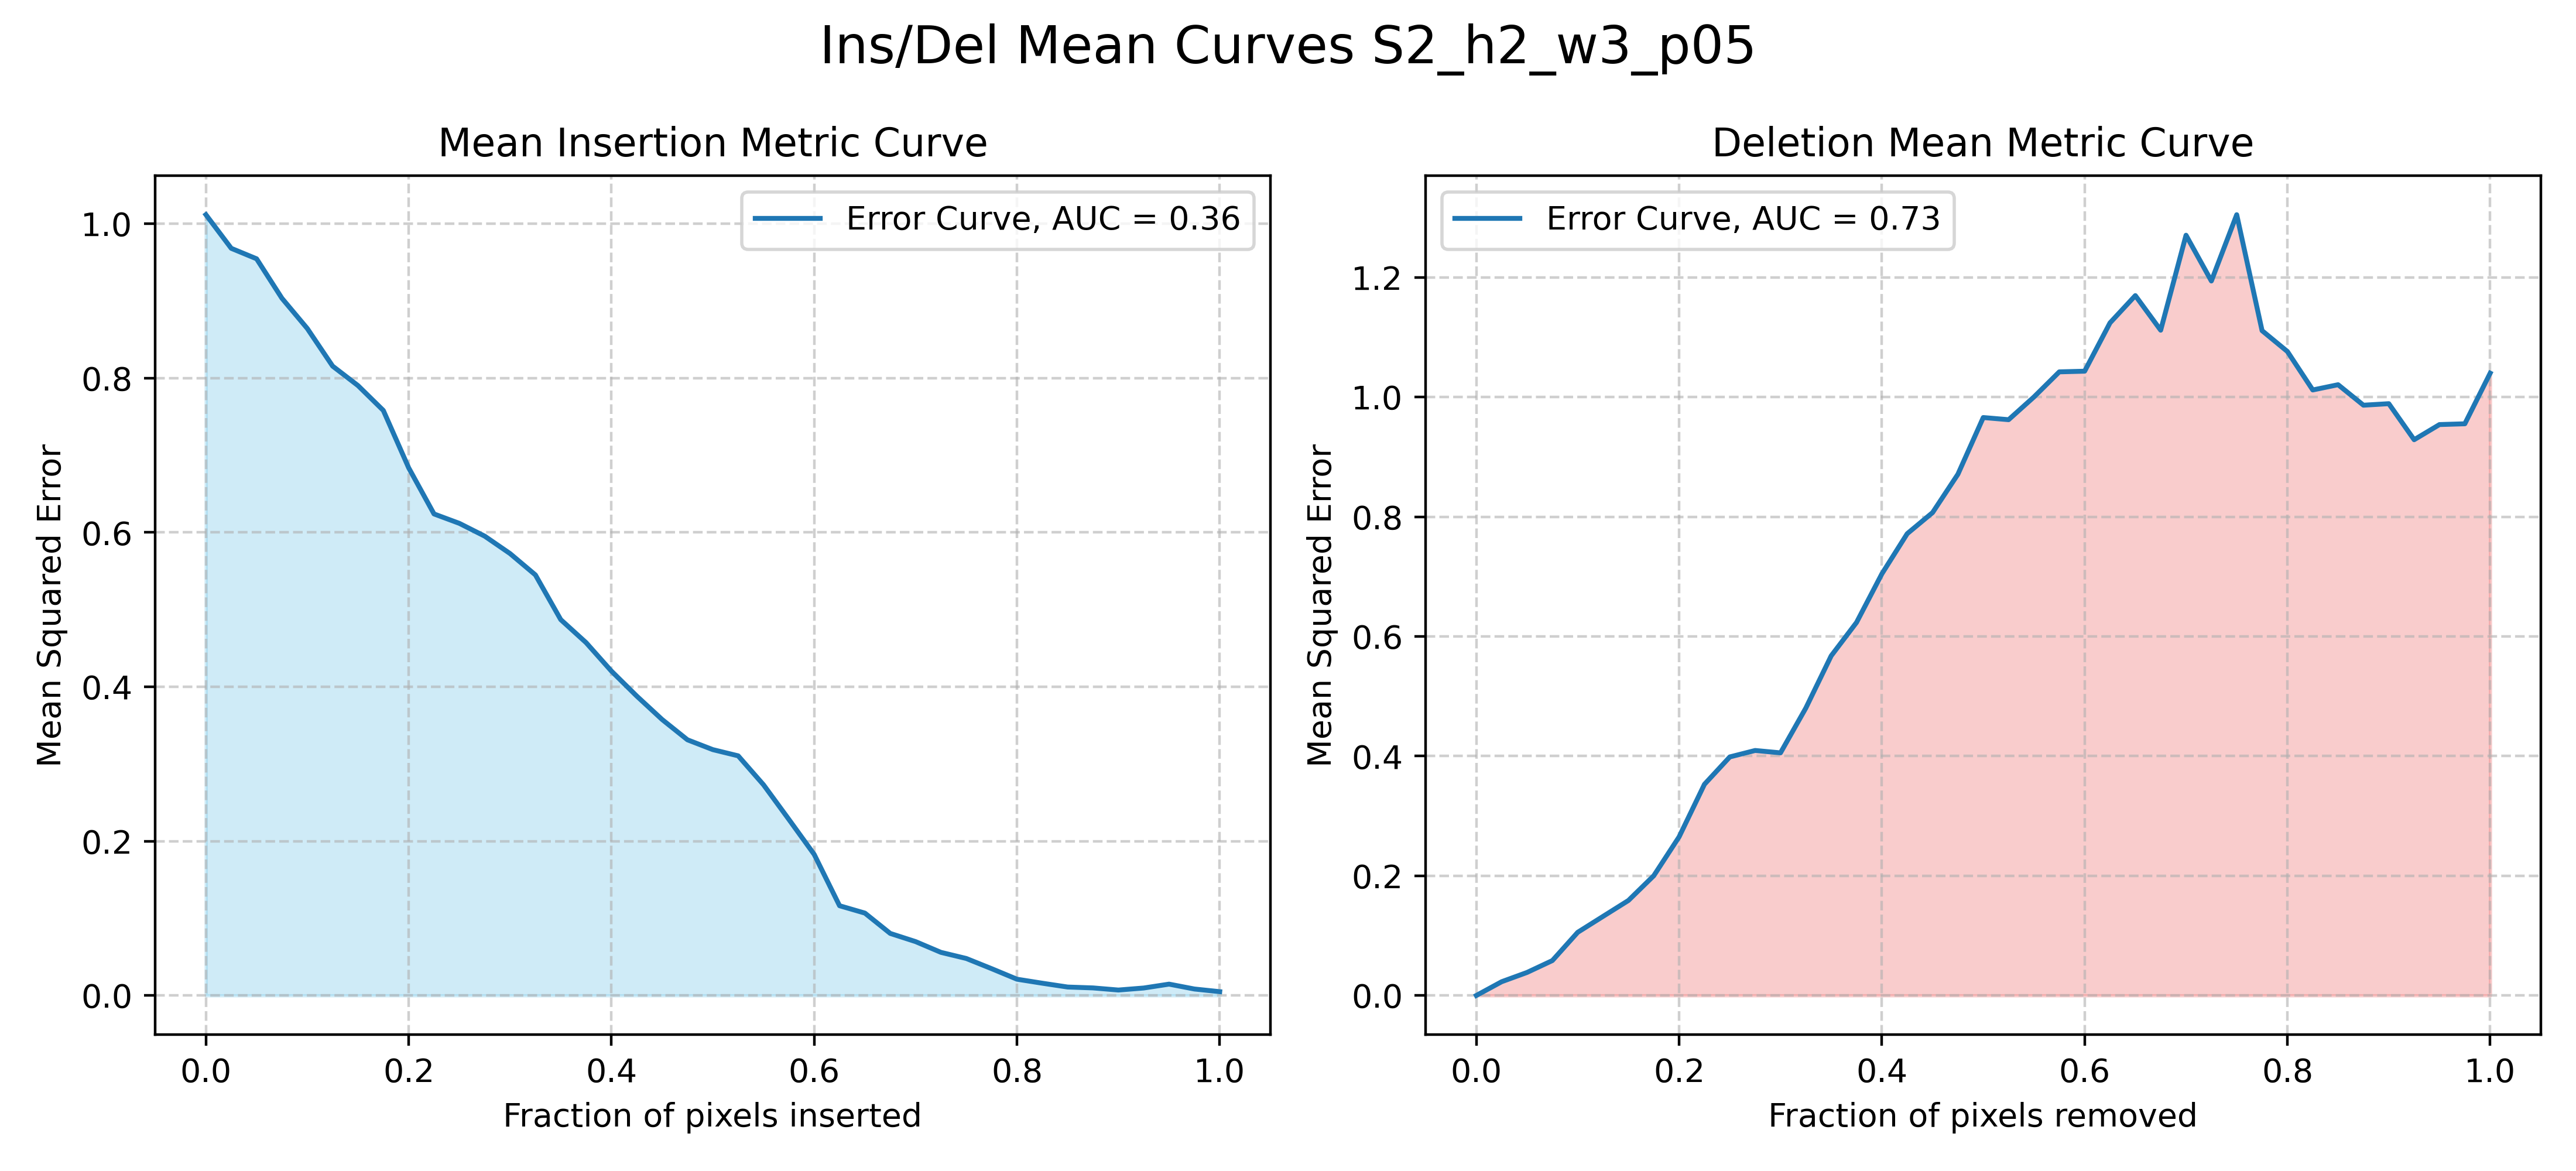 Ins/Del Mean Curves S2_h2_w3_p05
Mean Insertion Metric Curve
Error Curve, AUC = 0.36
Mean Squared Error
1.0
0.8
0.6
0.4
0.2
0.0
0.0 0.2 0.4 0.6 0.8 1.0
Fraction of pixels inserted
Deletion Mean Metric Curve
Error Curve, AUC = 0.73
Mean Squared Error
1.2
1.0
0.8
0.6
0.4
0.2
0.0
0.0 0.2 0.4 0.6 0.8 1.0
Fraction of pixels removed